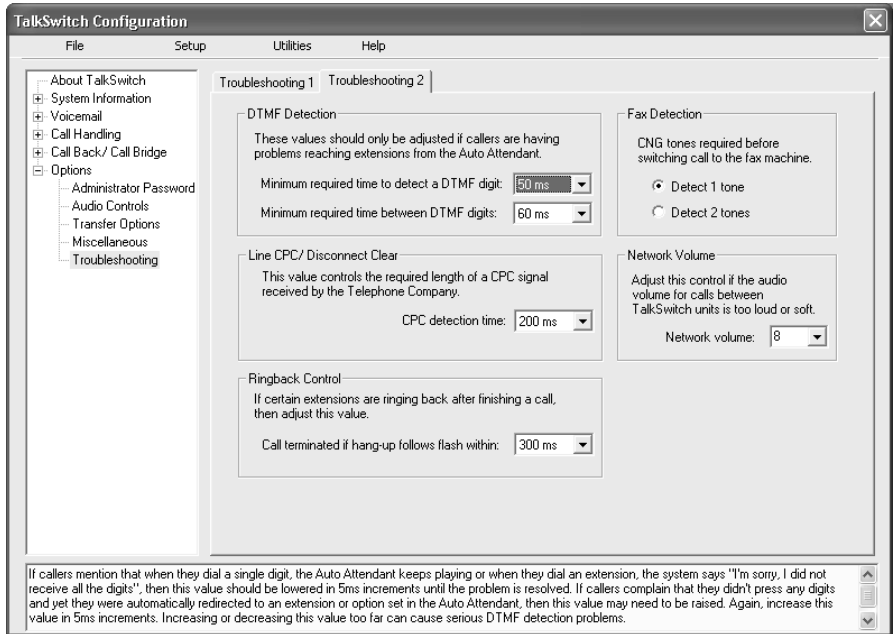 TalkSwitch Configuration
File Setup Utilities Help
About TalkSwitch
System Information
Voicemail
Call Handling
Call Back/ Call Bridge
Options
Administrator Password
Audio Controls
Transfer Options
Miscellaneous
Troubleshooting
Troubleshooting 1 Troubleshooting 2
DTMF Detection
These values should only be adjusted if callers are having
problems reaching extensions from the Auto Attendant.
Minimum required time to detect a DTMF digit: 50 ms
Minimum required time between DTMF digits: 60 ms
Fax Detection
CNG tones required before
switching call to the fax machine.
Detect 1 tone
Detect 2 tones
Line CPC/ Disconnect Clear
This value controls the required length of a CPC signal
received by the Telephone Company.
CPC detection time: 200 ms
Network Volume
Adjust this control if the audio
volume for calls between
TalkSwitch units is too loud or soft.
Network volume: 8
Ringback Control
If certain extensions are ringing back after finishing a call,
then adjust this value.
Call terminated if hang-up follows flash within: 300 ms
If callers mention that when they dial a single digit, the Auto Attendant keeps playing or when they dial an extension, the system says "I'm sorry, I did not
receive all the digits", then this value should be lowered in 5ms increments until the problem is resolved. If callers complain that they didn't press any digits
and yet they were automatically redirected to an extension or option set in the Auto Attendant, then this value may need to be raised. Again, increase this
value in 5ms increments. Increasing or decreasing this value too far can cause serious DTMF detection problems.